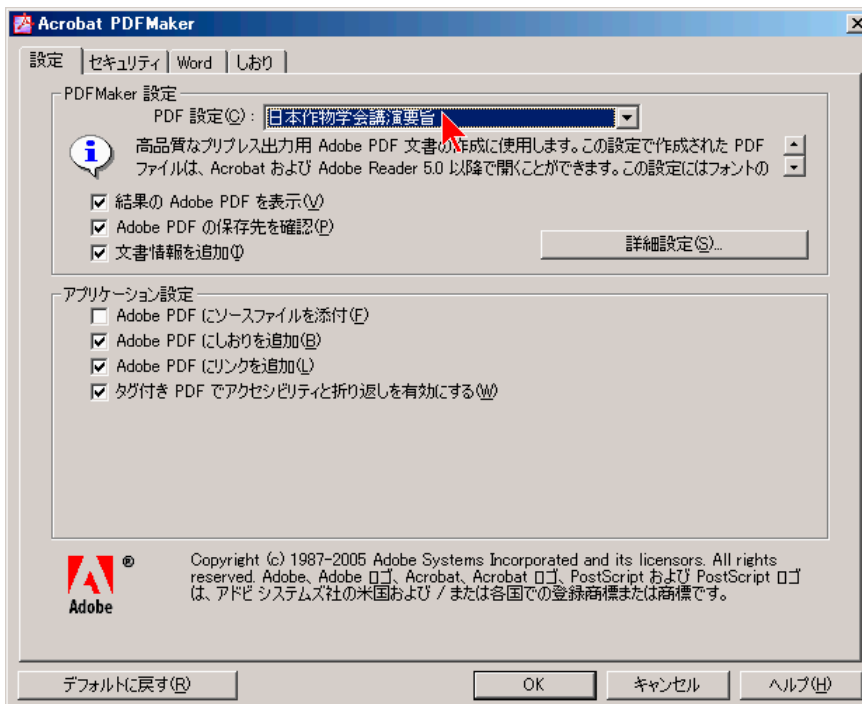 Acrobat PDFMaker
設定 セキュリティ Word しおり
PDFMaker 設定
PDF 設定(C): 日本作物学会講演要旨
高品質なプリプレス出力用 Adobe PDF 文書の作成に使用します。この設定で作成された PDF
ファイルは、Acrobat および Adobe Reader 5.0 以降で開くことができます。この設定にはフォントの
結果の Adobe PDF を表示(V)
Adobe PDF の保存先を確認(P)
文書情報を追加(I)
詳細設定(S)...
アプリケーション設定
Adobe PDF にソースファイルを添付(F)
Adobe PDF にしおりを追加(B)
Adobe PDF にリンクを追加(L)
タグ付き PDF でアクセシビリティと折り返しを有効にする(W)
Adobe
®
Copyright (c) 1987-2005 Adobe Systems Incorporated and its licensors. All rights
reserved. Adobe、Adobe ロゴ、Acrobat、Acrobat ロゴ、PostScript および PostScript ロゴ
は、アドビ システムズ社の米国および / または各国での登録商標または商標です。
デフォルトに戻す(R) OK キャンセル ヘルプ(H)